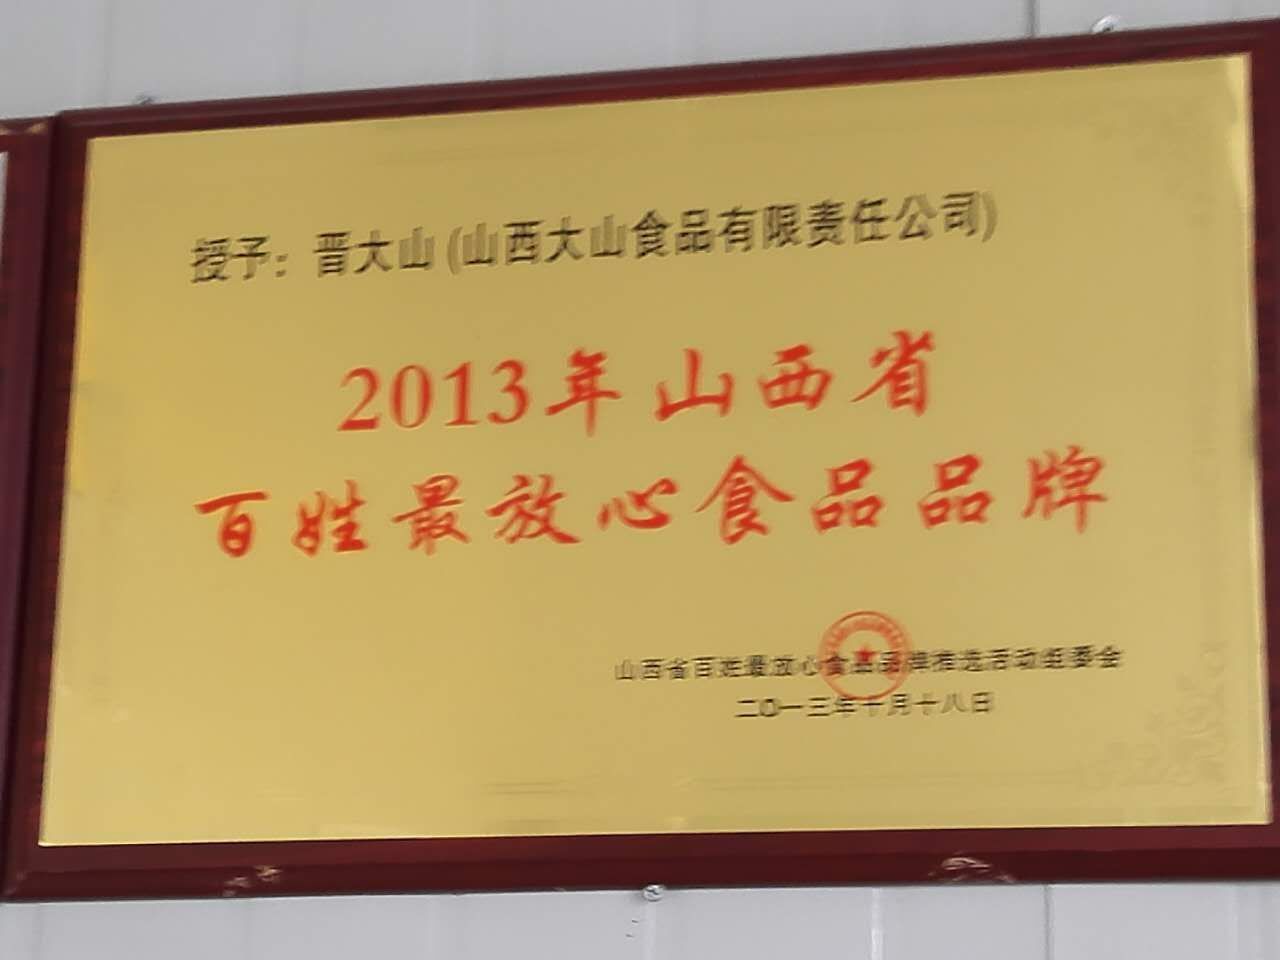 授予：晋大山(山西大山食品有限责任公司)
2013年山西省
百姓最放心食品品牌
山西省百姓最放心食品品牌推选活动组委会
二〇一三年十月十八日